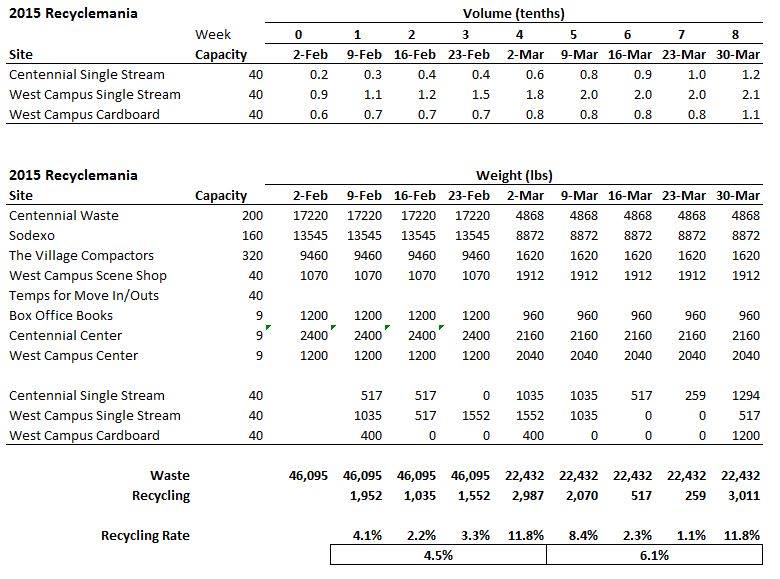 2015 Recyclemania Volume (tenths)
Week 0 1 2 3 4 5 6 7 8
Site Capacity 2-Feb 9-Feb 16-Feb 23-Feb 2-Mar 9-Mar 16-Mar 23-Mar 30-Mar
Centennial Single Stream 40 0.2 0.3 0.4 0.4 0.6 0.8 0.9 1.0 1.2
West Campus Single Stream 40 0.9 1.1 1.2 1.5 1.8 2.0 2.0 2.0 2.1
West Campus Cardboard 40 0.6 0.7 0.7 0.7 0.8 0.8 0.8 0.8 1.1
2015 Recyclemania Weight (lbs)
Site Capacity 2-Feb 9-Feb 16-Feb 23-Feb 2-Mar 9-Mar 16-Mar 23-Mar 30-Mar
Centennial Waste 200 17220 17220 17220 17220 4868 4868 4868 4868 4868
Sodexo 160 13545 13545 13545 13545 8872 8872 8872 8872 8872
The Village Compactors 320 9460 9460 9460 9460 1620 1620 1620 1620 1620
West Campus Scene Shop 40 1070 1070 1070 1070 1912 1912 1912 1912 1912
Temps for Move In/Outs 40
Box Office Books 9 1200 1200 1200 1200 960 960 960 960 960
Centennial Center 9 2400 2400 2400 2400 2160 2160 2160 2160 2160
West Campus Center 9 1200 1200 1200 1200 2040 2040 2040 2040 2040
Centennial Single Stream 40 517 517 0 1035 1035 517 259 1294
West Campus Single Stream 40 1035 517 1552 1552 1035 0 0 517
West Campus Cardboard 40 400 0 0 400 0 0 0 1200
Waste 46,095 46,095 46,095 46,095 22,432 22,432 22,432 22,432 22,432
Recycling 1,952 1,035 1,552 2,987 2,070 517 259 3,011
Recycling Rate 4.1% 2.2% 3.3% 11.8% 8.4% 2.3% 1.1% 11.8%
4.5% 6.1%